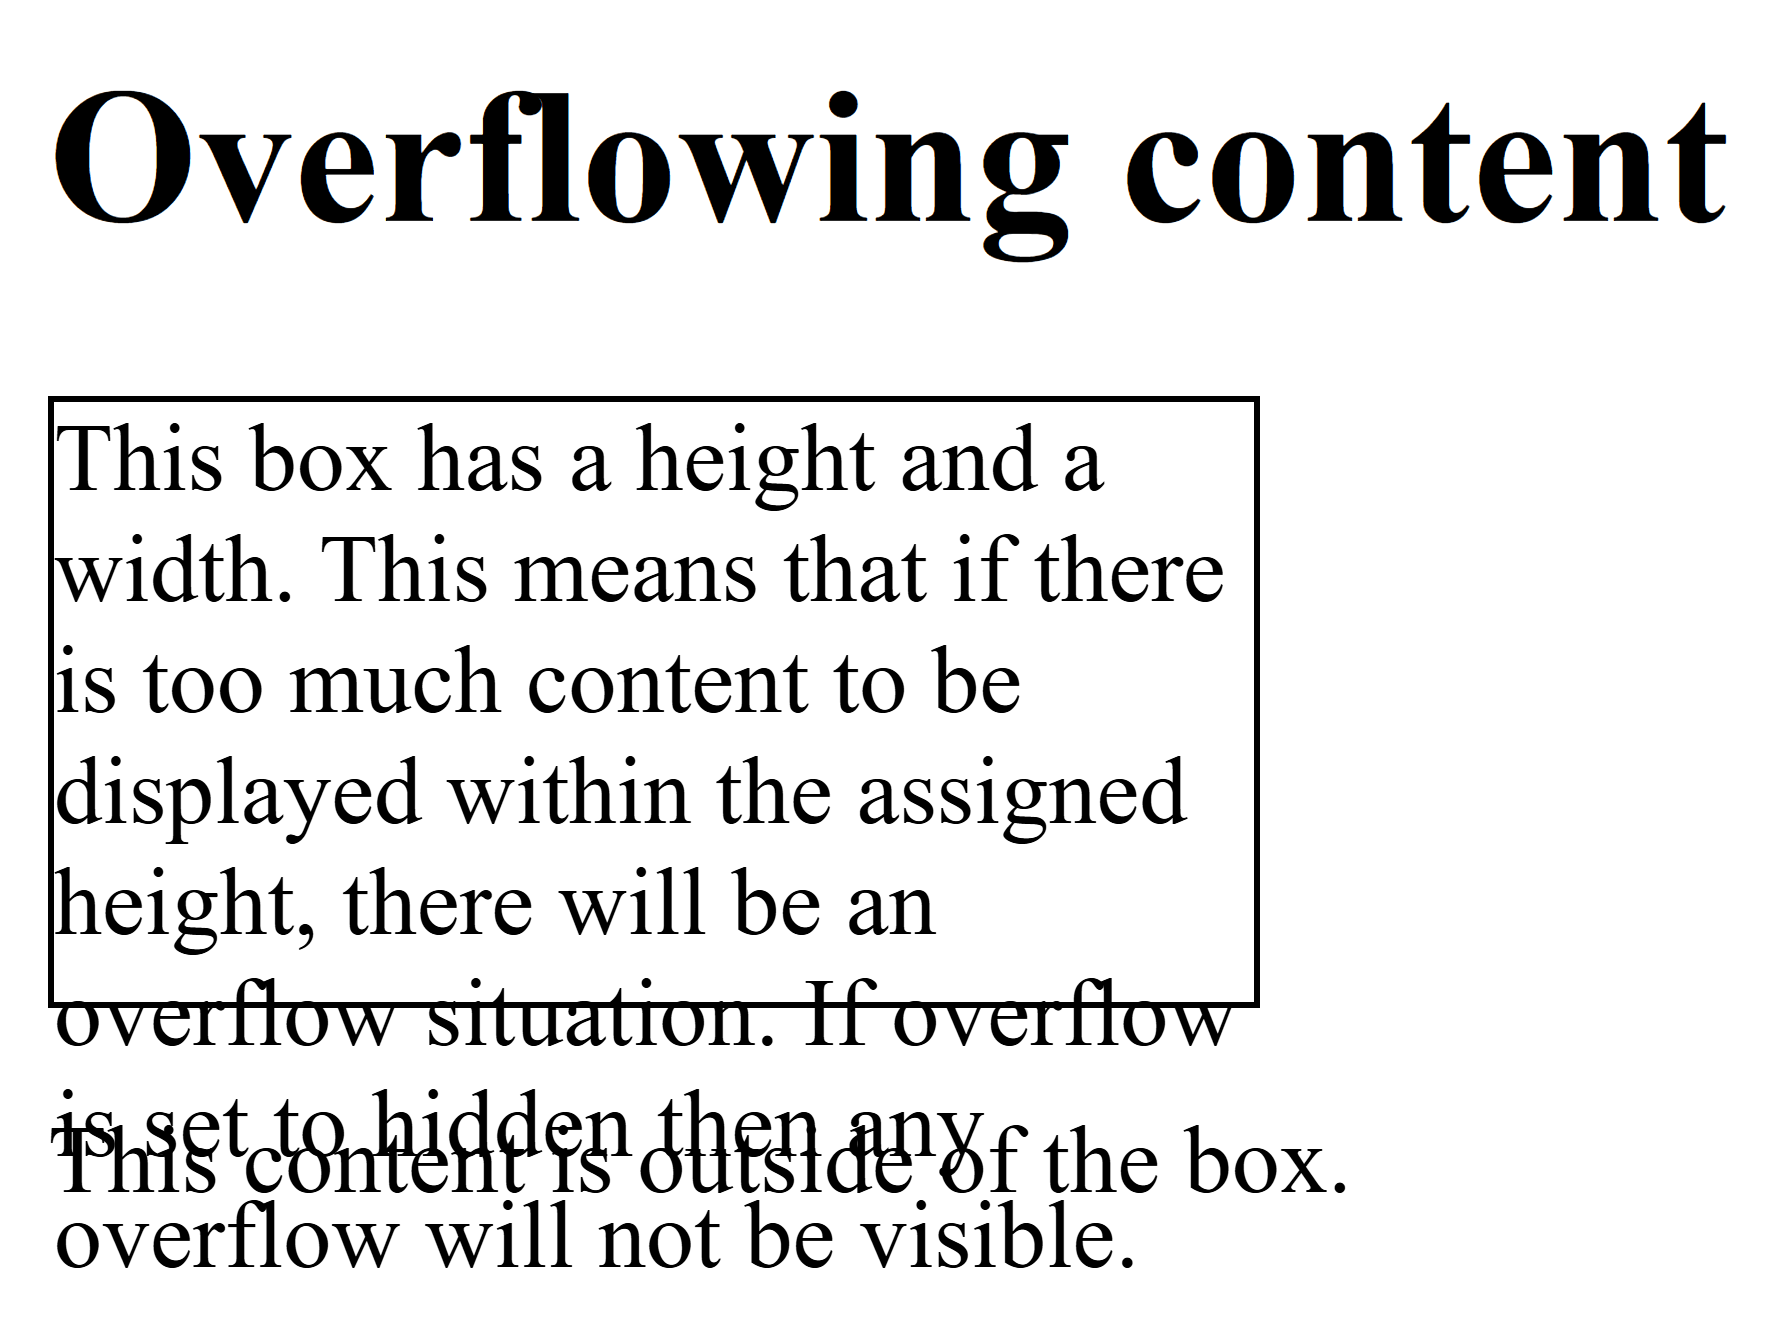 Overflowing content
This box has a height and a
width. This means that if there
is too much content to be
displayed within the assigned
height, there will be an
overflow situation. If overflow
is set to hidden then any
This content is outside of the box.
overflow will not be visible.